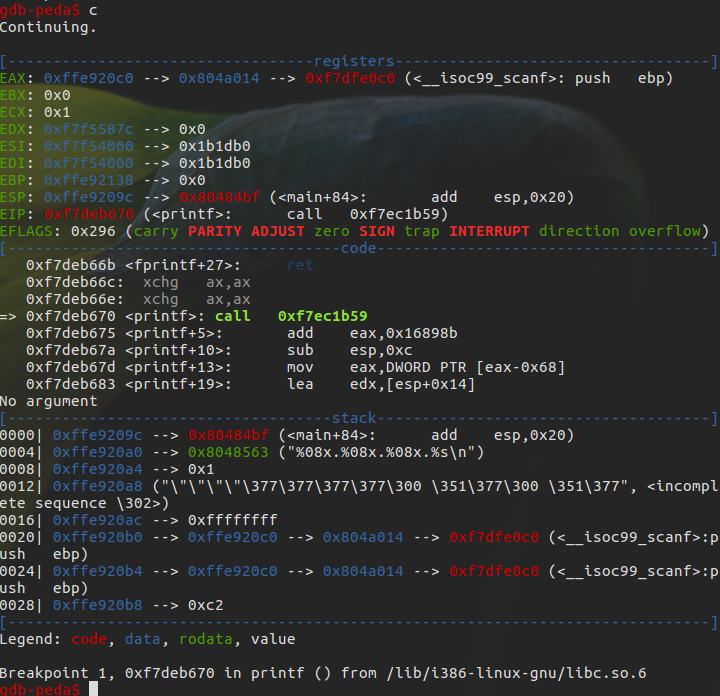 gdb-peda$ c
Continuing.
[----------------------------------registers-----------------------------------]
EAX: 0xffe920c0 --> 0x804a014 --> 0xf7dfe0c0 (<__isoc99_scanf>: push   ebp)
EBX: 0x0
ECX: 0x1
EDX: 0xf7f5587c --> 0x0
ESI: 0xf7f54000 --> 0x1b1db0
EDI: 0xf7f54000 --> 0x1b1db0
EBP: 0xffe92138 --> 0x0
ESP: 0xffe9209c --> 0x80484bf (<main+84>:       add    esp,0x20)
EIP: 0xf7deb670 (<printf>:      call   0xf7ec1b59)
EFLAGS: 0x296 (carry PARITY ADJUST zero SIGN trap INTERRUPT direction overflow)
[-------------------------------------code-------------------------------------]
   0xf7deb66b <fprintf+27>:     ret
   0xf7deb66c:  xchg   ax,ax
   0xf7deb66e:  xchg   ax,ax
=> 0xf7deb670 <printf>: call   0xf7ec1b59
   0xf7deb675 <printf+5>:       add    eax,0x16898b
   0xf7deb67a <printf+10>:      sub    esp,0xc
   0xf7deb67d <printf+13>:      mov    eax,DWORD PTR [eax-0x68]
   0xf7deb683 <printf+19>:      lea    edx,[esp+0x14]
No argument
[------------------------------------stack-------------------------------------]
0000| 0xffe9209c --> 0x80484bf (<main+84>:      add    esp,0x20)
0004| 0xffe920a0 --> 0x8048563 ("%08x.%08x.%08x.%s\n")
0008| 0xffe920a4 --> 0x1
0012| 0xffe920a8 ("\"\"\"\"\377\377\377\377\300 \351\377\300 \351\377", <incompl
ete sequence \302>)
0016| 0xffe920ac --> 0xffffffff
0020| 0xffe920b0 --> 0xffe920c0 --> 0x804a014 --> 0xf7dfe0c0 (<__isoc99_scanf>:p
ush   ebp)
0024| 0xffe920b4 --> 0xffe920c0 --> 0x804a014 --> 0xf7dfe0c0 (<__isoc99_scanf>:p
ush   ebp)
0028| 0xffe920b8 --> 0xc2
[------------------------------------------------------------------------------]
Legend: code, data, rodata, value
Breakpoint 1, 0xf7deb670 in printf () from /lib/i386-linux-gnu/libc.so.6
gdb-peda$